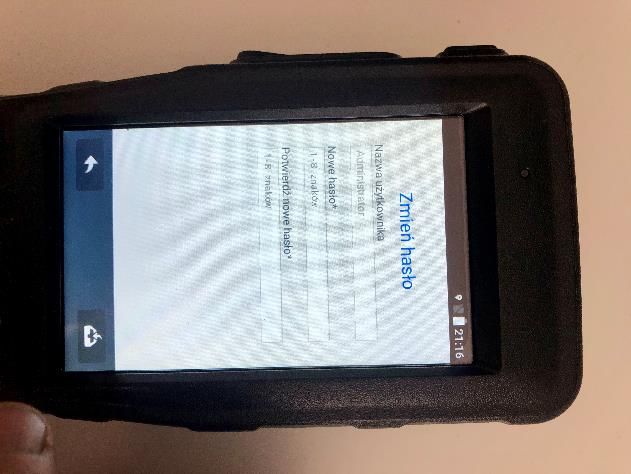 21:16
Zmień hasło
Nazwa użytkownika
Administrator
Nowe hasło*
1-8 znaków
Potwierdź nowe hasło*
1-8 znaków